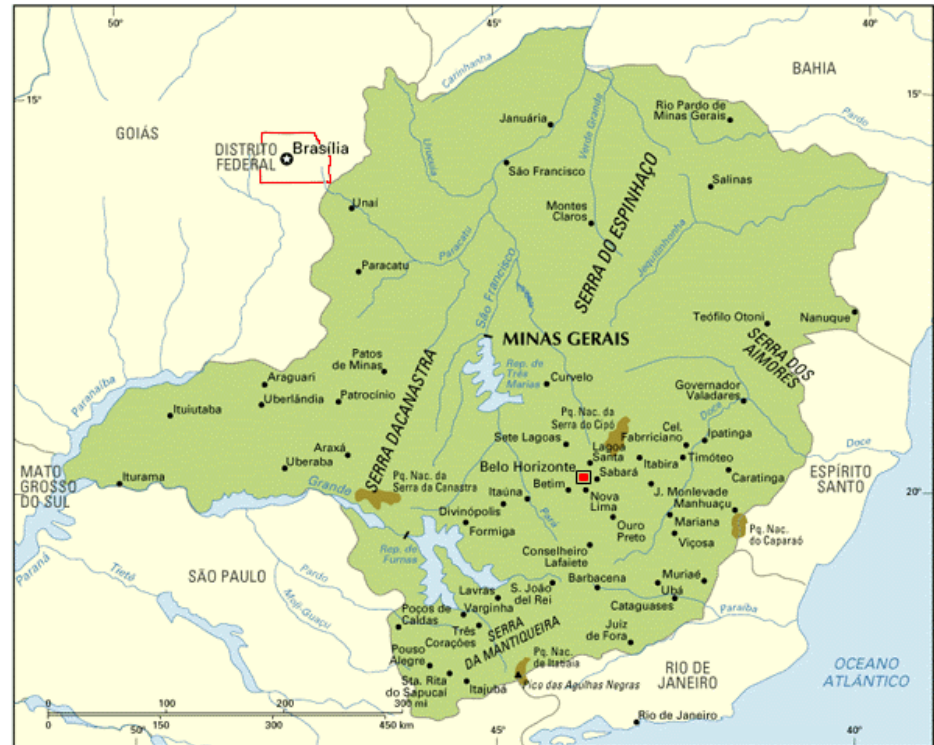 50°
45°
40°
BAHIA
Carinhanha
15°
15°
GOIÁS
Januária
Rio Pardo de
Minas Gerais
Pardo
Verde Grande
Urucuia
DISTRITO
FEDERAL
Brasília
São Francisco
Salinas
Unaí
Montes
Claros
SERRA DO ESPINHAÇO
Jequitinhonha
Paracatu
Paracatu
São Francisco
Teófilo Otoni
Nanuque
MINAS GERAIS
SERRA DOS
AIMORÉS
Patos
de Minas
Rep. de
Três
Marias
Curvelo
Paranaíba
Araguari
Uberlândia
Patrocínio
Ituiutaba
SERRA DACANASTRA
Governador
Valadares
Pq. Nac. da
Serra do Cipó
Doce
Cel.
Fabrriciano
Ipatinga
Sete Lagoas
Lagoa
Santa
Doce
Araxá
Uberaba
Belo Horizonte
Sabará
Itabira
Timóteo
Caratinga
MATO
GROSSO
DO SUL
Iturama
Grande
Pq. Nac. da
Serra da Canastra
Betim
Nova
Lima
J. Monlevade
Manhuaçu
ESPÍRITO
SANTO
20°
Itaúna
Divinópolis
Formiga
Pará
Ouro
Preto
Mariana
Viçosa
Pq. Nac.
do Caparaó
Rep. de
Furnas
Conselheiro
Lafaiete
Paraná
Tietê
SÃO PAULO
Pardo
Moji-Guaçu
Barbacena
Muriaé
Ubá
Lavras
S. João
del Rei
Cataguases
Varginha
Poços de
Caldas
Três
Corações
SERRA
DA MANTIQUEIRA
Juiz
de Fora
Paraíba
Pouso
Alegre
Pq. Nac.
de Itatiaia
RIO DE
JANEIRO
OCEANO
ATLÁNTICO
Sta. Rita
do Sapucaí
Itajubá
Pico das Agulhas Negras
0 100 200 300 mi
0 150 300 450 km
Rio de Janeiro
50°
45°
40°